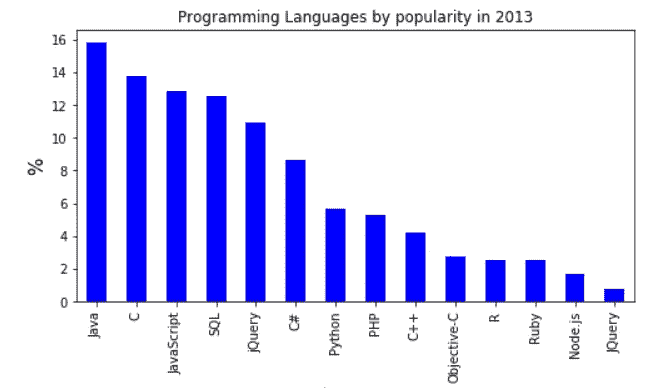 Programming Languages by popularity in 2013
%
16
14
12
10
8
6
4
2
0
Java
C
JavaScript
SQL
jQuery
C#
Python
PHP
C++
Objective-C
R
Ruby
Node.js
JQuery